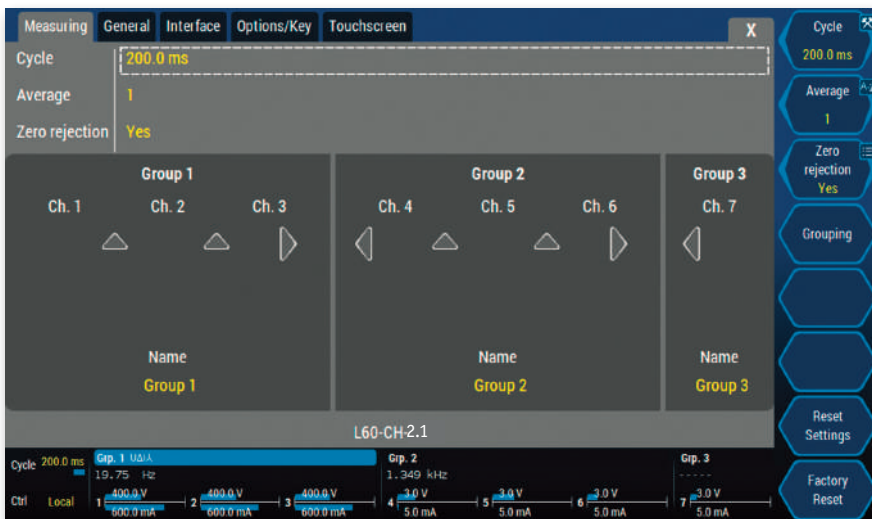 Measuring General Interface Options/Key Touchscreen X
Cycle 200.0 ms
Average 1
Zero rejection Yes
Group 1 Group 2 Group 3
Ch. 1 Ch. 2 Ch. 3 Ch. 4 Ch. 5 Ch. 6 Ch. 7
Name Name Name
Group 1 Group 2 Group 3
L60-CH-2.1
Cycle 200.0 ms
Ctrl Local
Grp. 1 U∆I⅄
19.75 Hz
1 400.0 V 600.0 mA
2 400.0 V 600.0 mA
3 400.0 V 600.0 mA
Grp. 2
1.349 kHz
4 3.0 V 5.0 mA
5 3.0 V 5.0 mA
6 3.0 V 5.0 mA
Grp. 3
-----
7 3.0 V 5.0 mA
Cycle
200.0 ms
Average
A-Z
1
Zero
rejection
Yes
Grouping
Reset
Settings
Factory
Reset